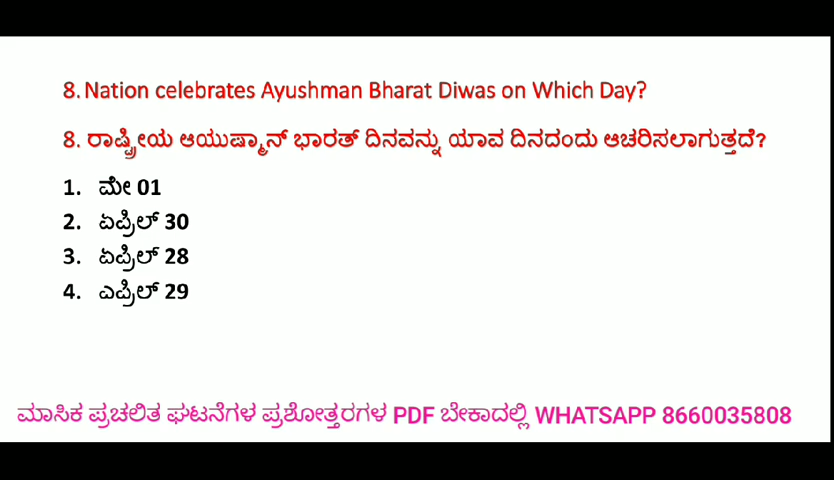 8. Nation celebrates Ayushman Bharat Diwas on Which Day?
8. ರಾಷ್ಟ್ರೀಯ ಆಯುಷ್ಮಾನ್ ಭಾರತ್ ದಿನವನ್ನು ಯಾವ ದಿನದಂದು ಆಚರಿಸಲಾಗುತ್ತದೆ?
1. ಮೇ 01
2. ಏಪ್ರಿಲ್ 30
3. ಏಪ್ರಿಲ್ 28
4. ಎಪ್ರಿಲ್ 29
ಮಾಸಿಕ ಪ್ರಚಲಿತ ಘಟನೆಗಳ ಪ್ರಶೋತ್ತರಗಳ PDF ಬೇಕಾದಲ್ಲಿ WHATSAPP 8660035808